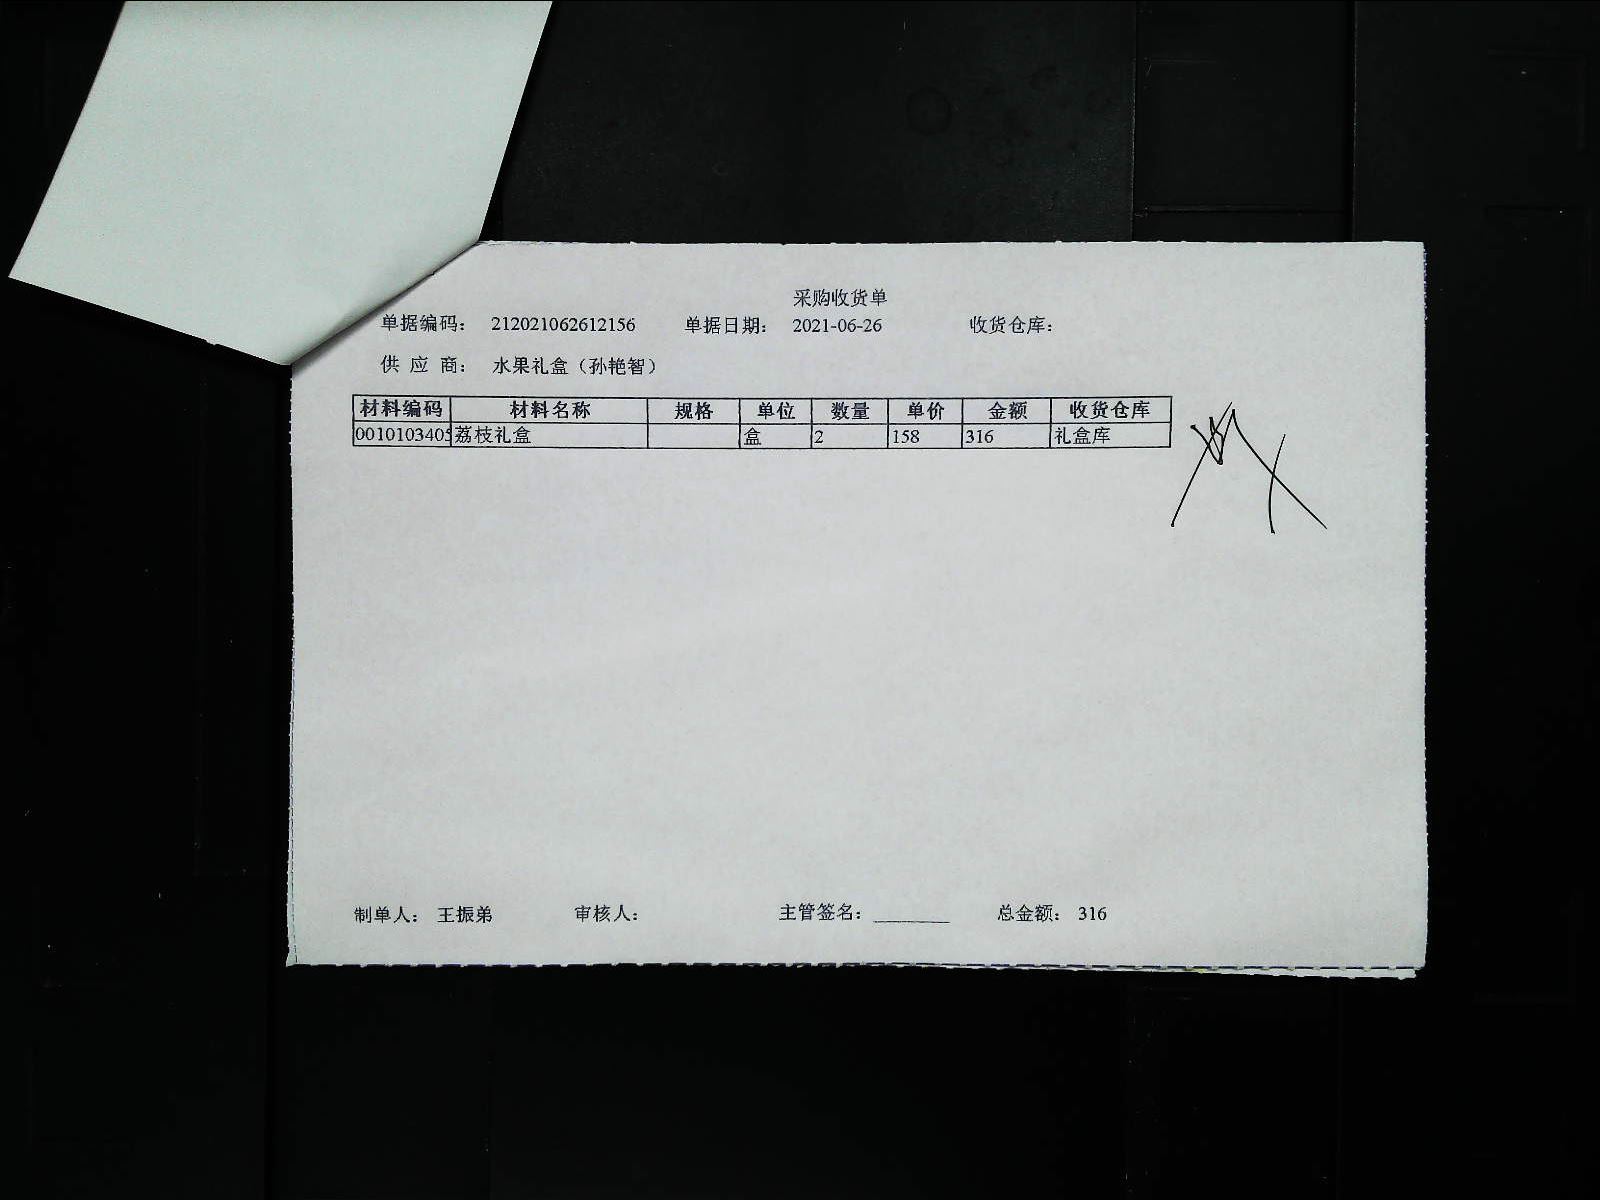 采购收货单
单据编码： 212021062612156 单据日期： 2021-06-26 收货仓库：
供 应 商： 水果礼盒（孙艳智）
材料编码 材料名称 规格 单位 数量 单价 金额 收货仓库
0010103405 荔枝礼盒 盒 2 158 316 礼盒库
制单人： 王振弟 审核人： 主管签名： ________ 总金额： 316